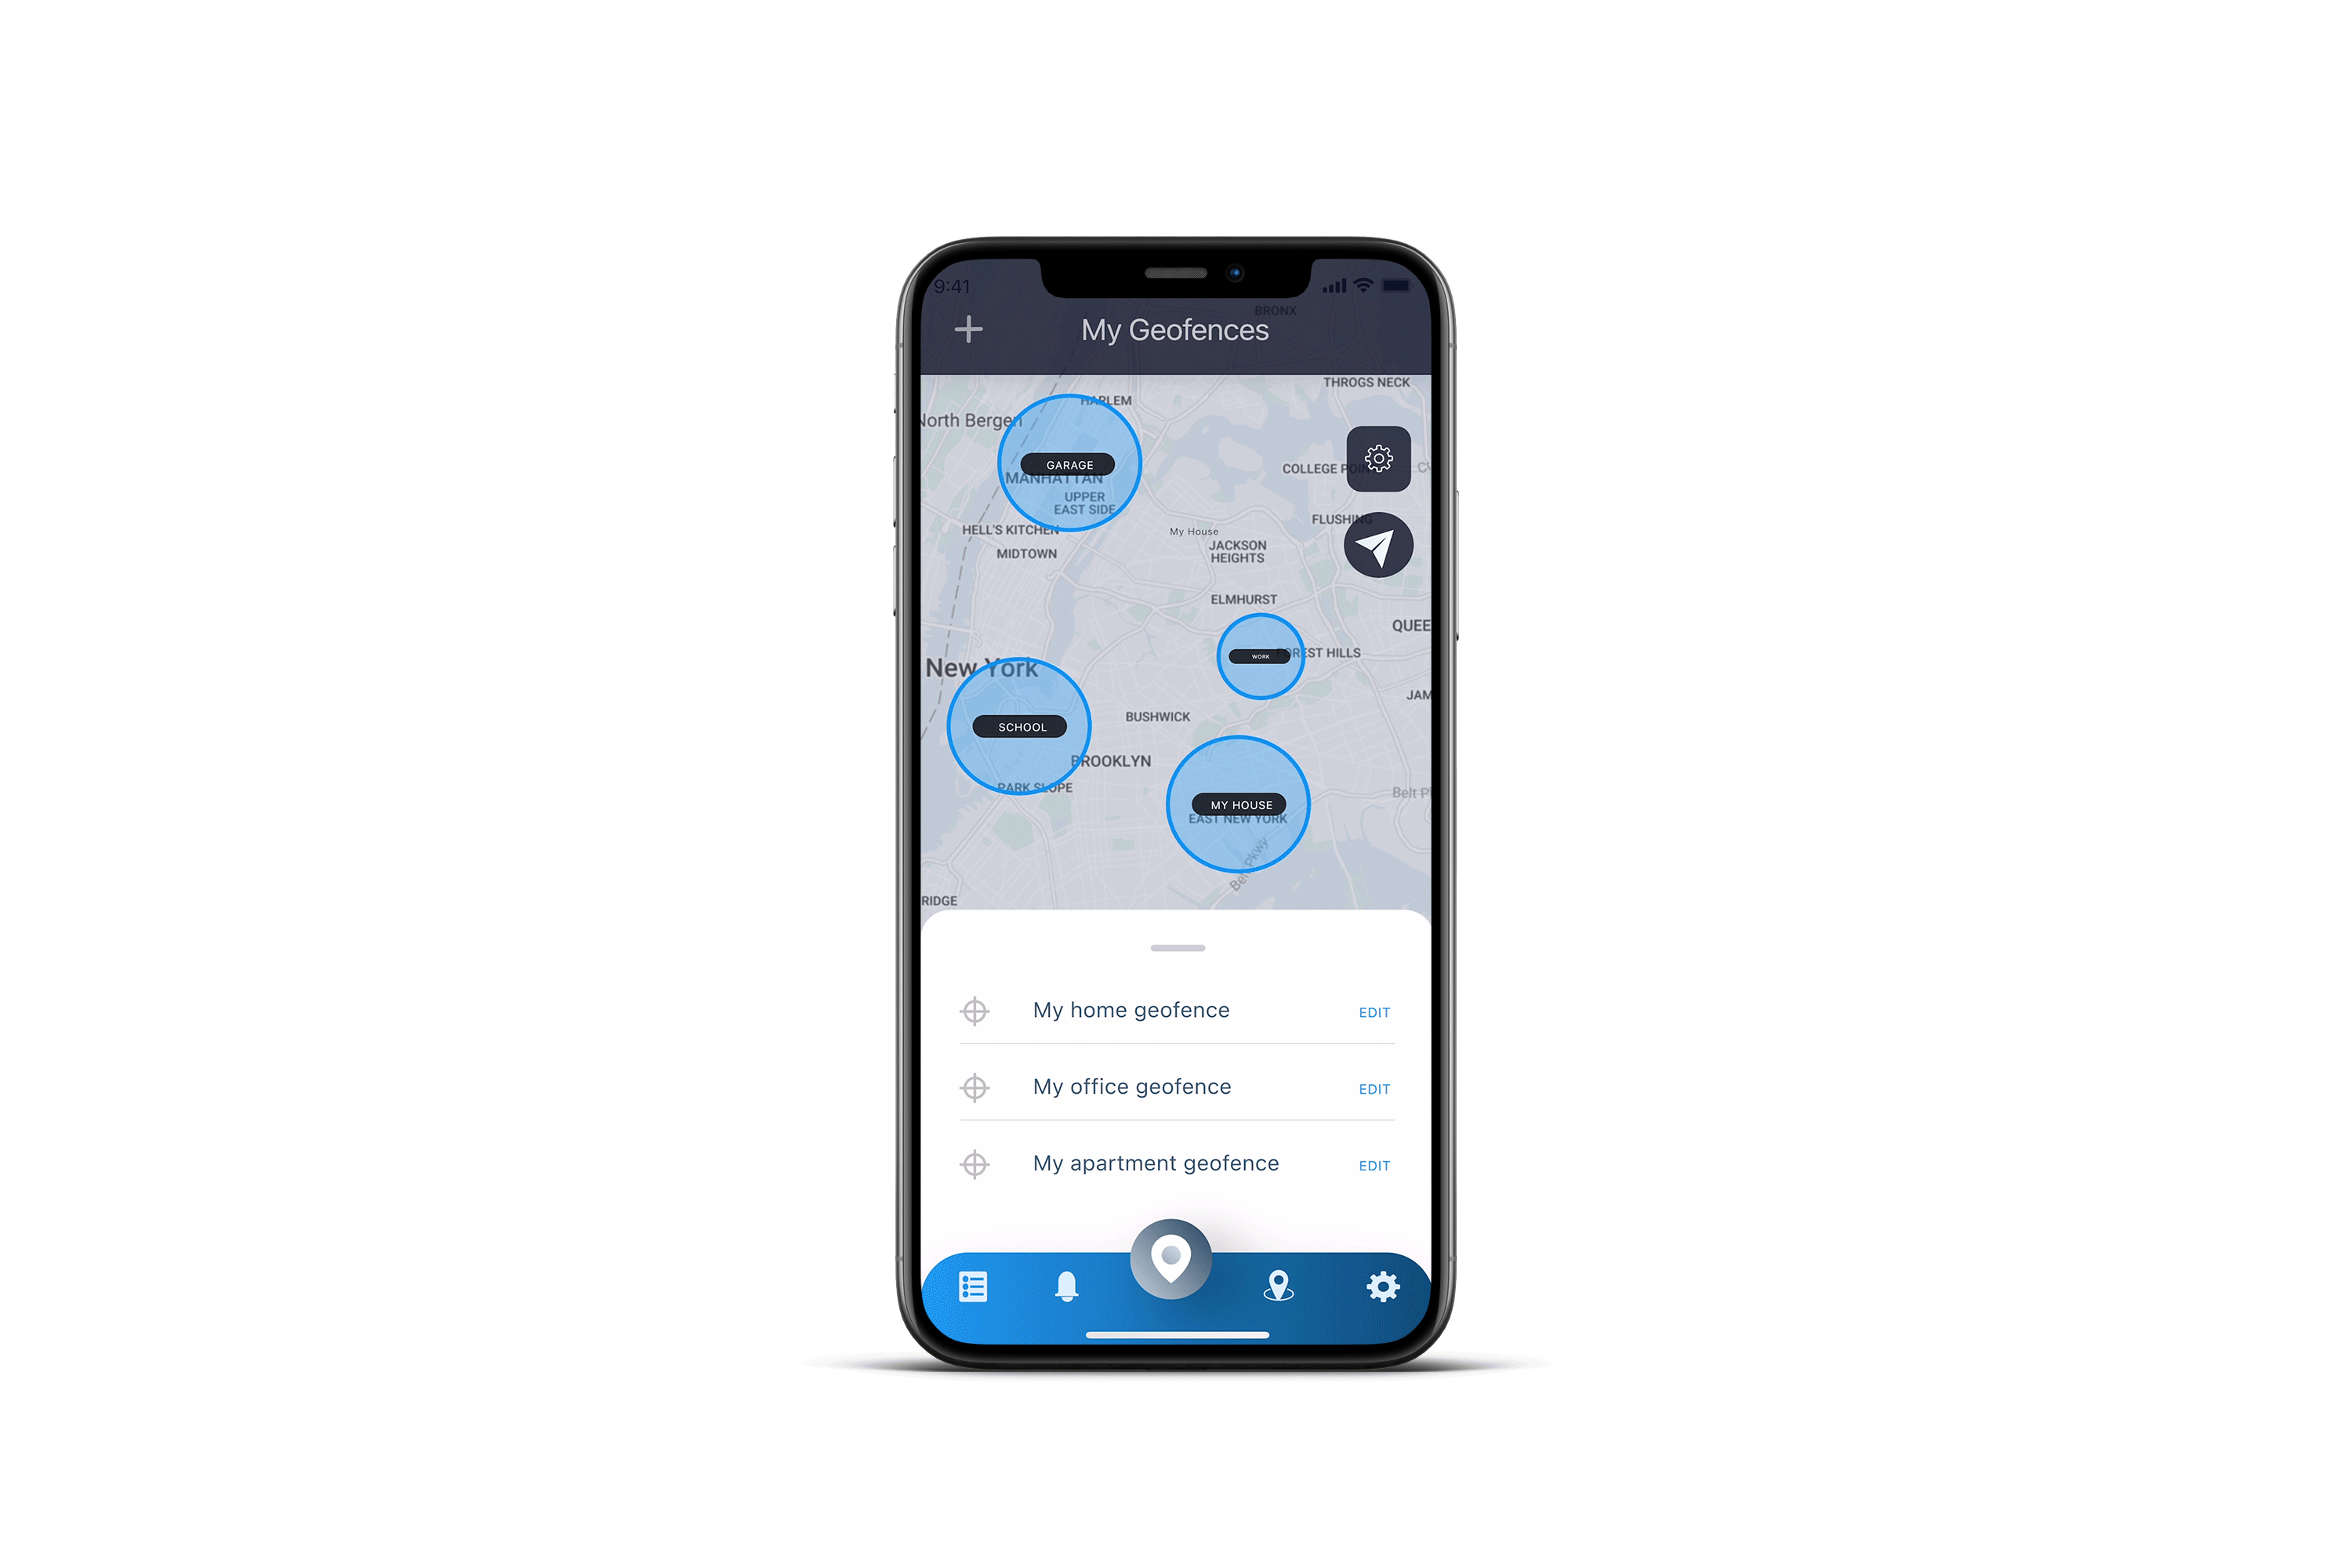 9:41
BRONX
My Geofences
THROGS NECK
HARLEM
North Bergen
GARAGE
MANHATTAN
COLLEGE POIN
UPPER
EAST SIDE
FLUSHING
HELL'S KITCHEN
My House
JACKSON
HEIGHTS
MIDTOWN
ELMHURST
QUEE
WORK
FOREST HILLS
New York
JAM
BUSHWICK
SCHOOL
BROOKLYN
PARK SLOPE
Belt P
MY HOUSE
EAST NEW YORK
Belt Pkwy
RIDGE
My home geofence EDIT
My office geofence EDIT
My apartment geofence EDIT